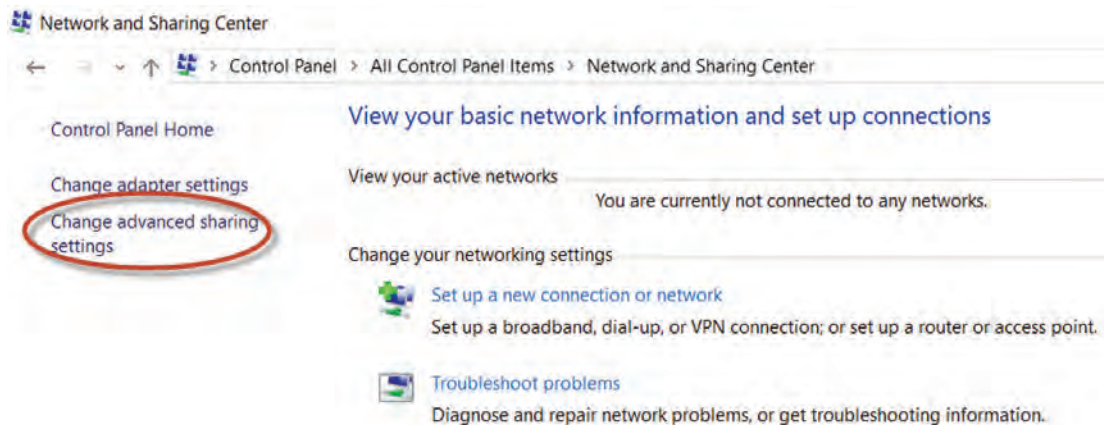 Network and Sharing Center
Control Panel > All Control Panel Items > Network and Sharing Center
Control Panel Home
Change adapter settings
Change advanced sharing
settings
View your basic network information and set up connections
View your active networks
You are currently not connected to any networks.
Change your networking settings
Set up a new connection or network
Set up a broadband, dial-up, or VPN connection; or set up a router or access point.
Troubleshoot problems
Diagnose and repair network problems, or get troubleshooting information.